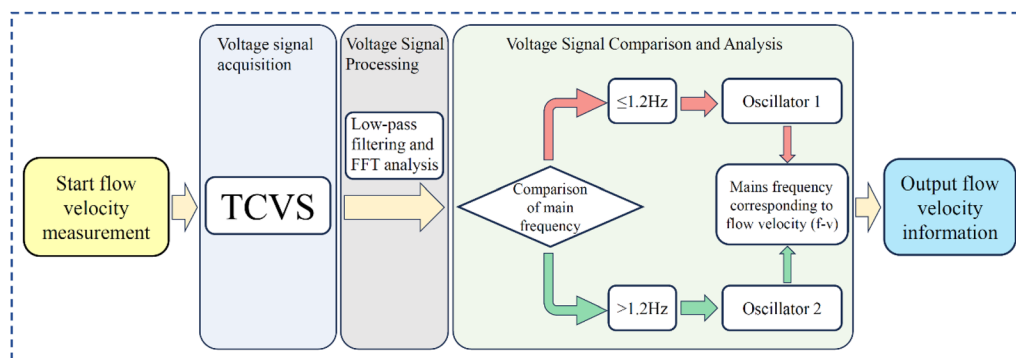 Voltage signal
acquisition
Voltage Signal
Processing
Voltage Signal Comparison and Analysis
Start flow
velocity
measurement
TCVS
Low-pass
filtering and
FFT analysis
Comparison
of main
frequency
≤1.2Hz
Oscillator 1
Mains frequency
corresponding to
flow velocity (f-v)
>1.2Hz
Oscillator 2
Output flow
velocity
information